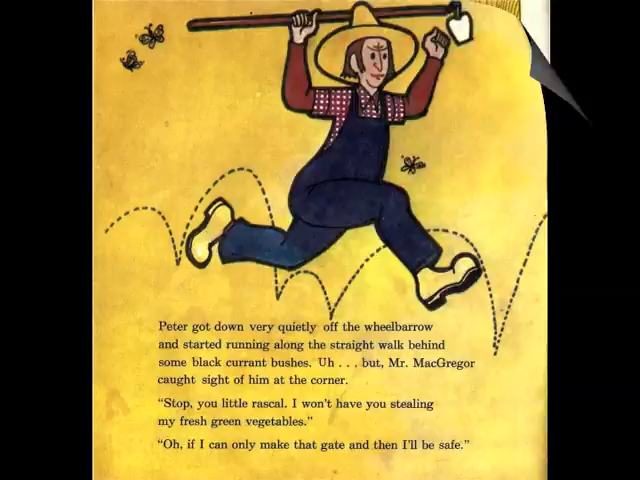 Peter got down very quietly off the wheelbarrow
and started running along the straight walk behind
some black currant bushes. Uh . . . but, Mr. MacGregor
caught sight of him at the corner.
“Stop, you little rascal. I won’t have you stealing
my fresh green vegetables.”
“Oh, if I can only make that gate and then I’ll be safe.”